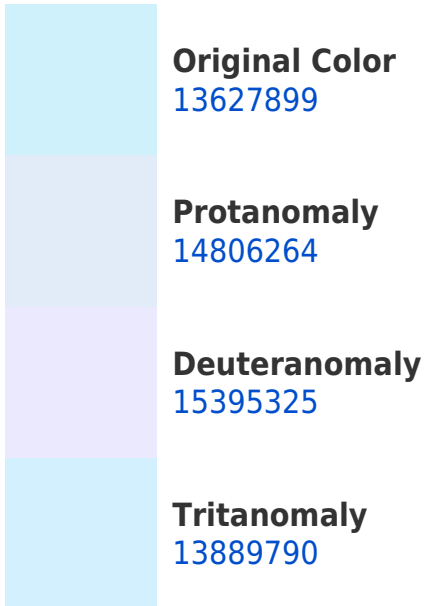 Original Color
13627899
Protanomaly
14806264
Deuteranomaly
15395325
Tritanomaly
13889790